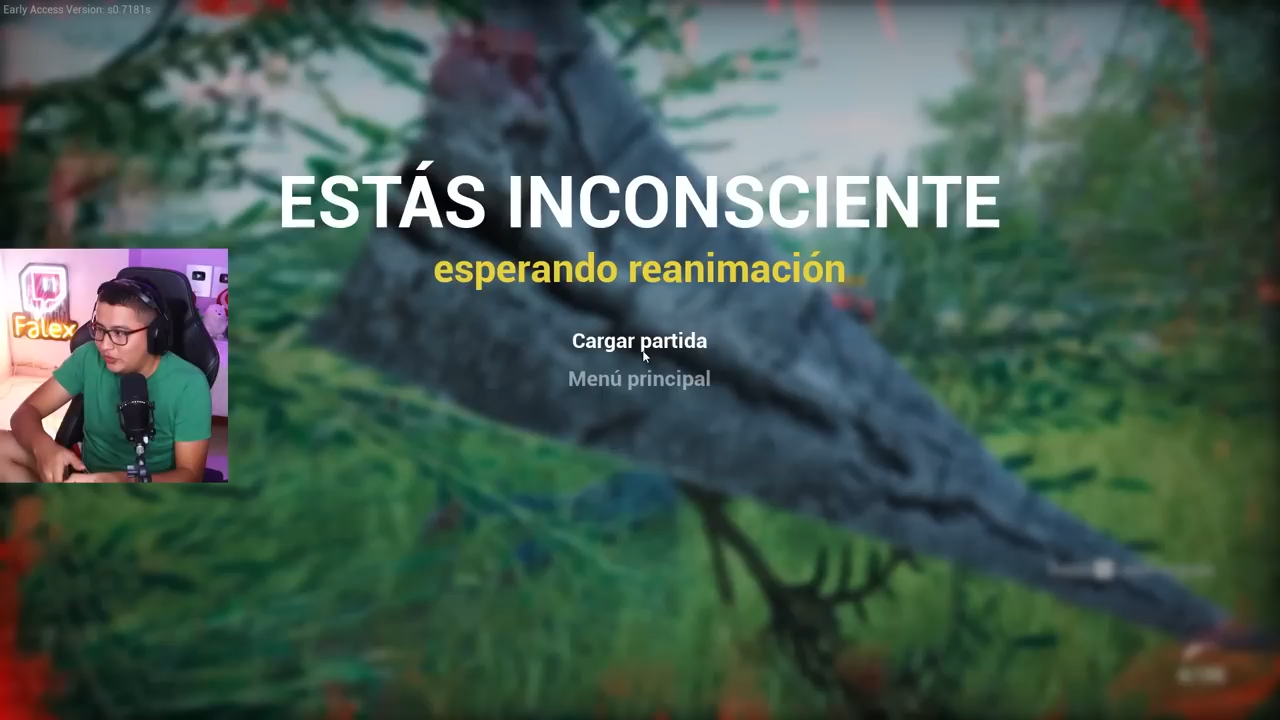 Early Access Version: s0.7181s
ESTÁS INCONSCIENTE
esperando reanimación
Cargar partida
Menú principal
Falex